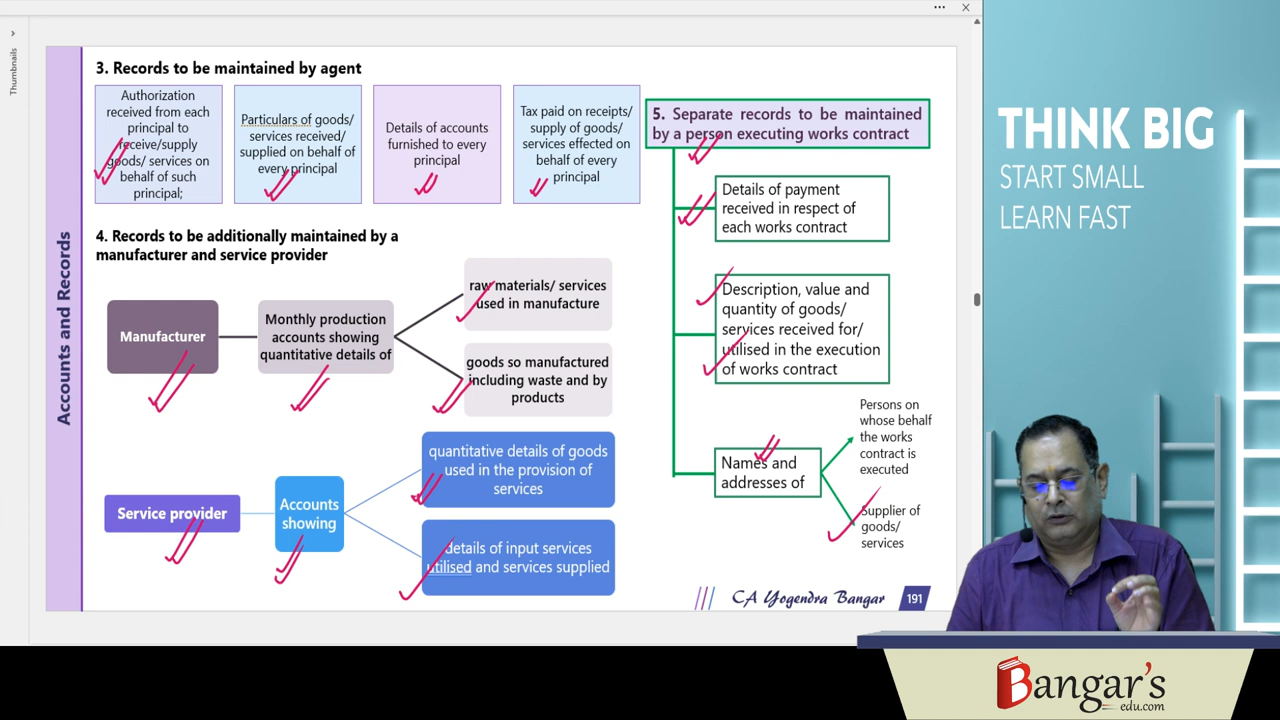 Thumbnails
Accounts and Records
3. Records to be maintained by agent
Authorization
received from each
principal to
receive/supply
goods/ services on
behalf of such
principal;
Particulars of goods/
services received/
supplied on behalf of
every principal
Details of accounts
furnished to every
principal
Tax paid on receipts/
supply of goods/
services effected on
behalf of every
principal
4. Records to be additionally maintained by a
manufacturer and service provider
Manufacturer
Monthly production
accounts showing
quantitative details of
raw materials/ services
used in manufacture
goods so manufactured
including waste and by
products
Service provider
Accounts
showing
quantitative details of goods
used in the provision of
services
details of input services
utilised and services supplied
5. Separate records to be maintained
by a person executing works contract
Details of payment
received in respect of
each works contract
Description, value and
quantity of goods/
services received for/
utilised in the execution
of works contract
Names and
addresses of
Persons on
whose behalf
the works
contract is
executed
Supplier of
goods/
services
CA Yogendra Bangar
191
THINK BIG
START SMALL
LEARN FAST
Bangar's
edu.com